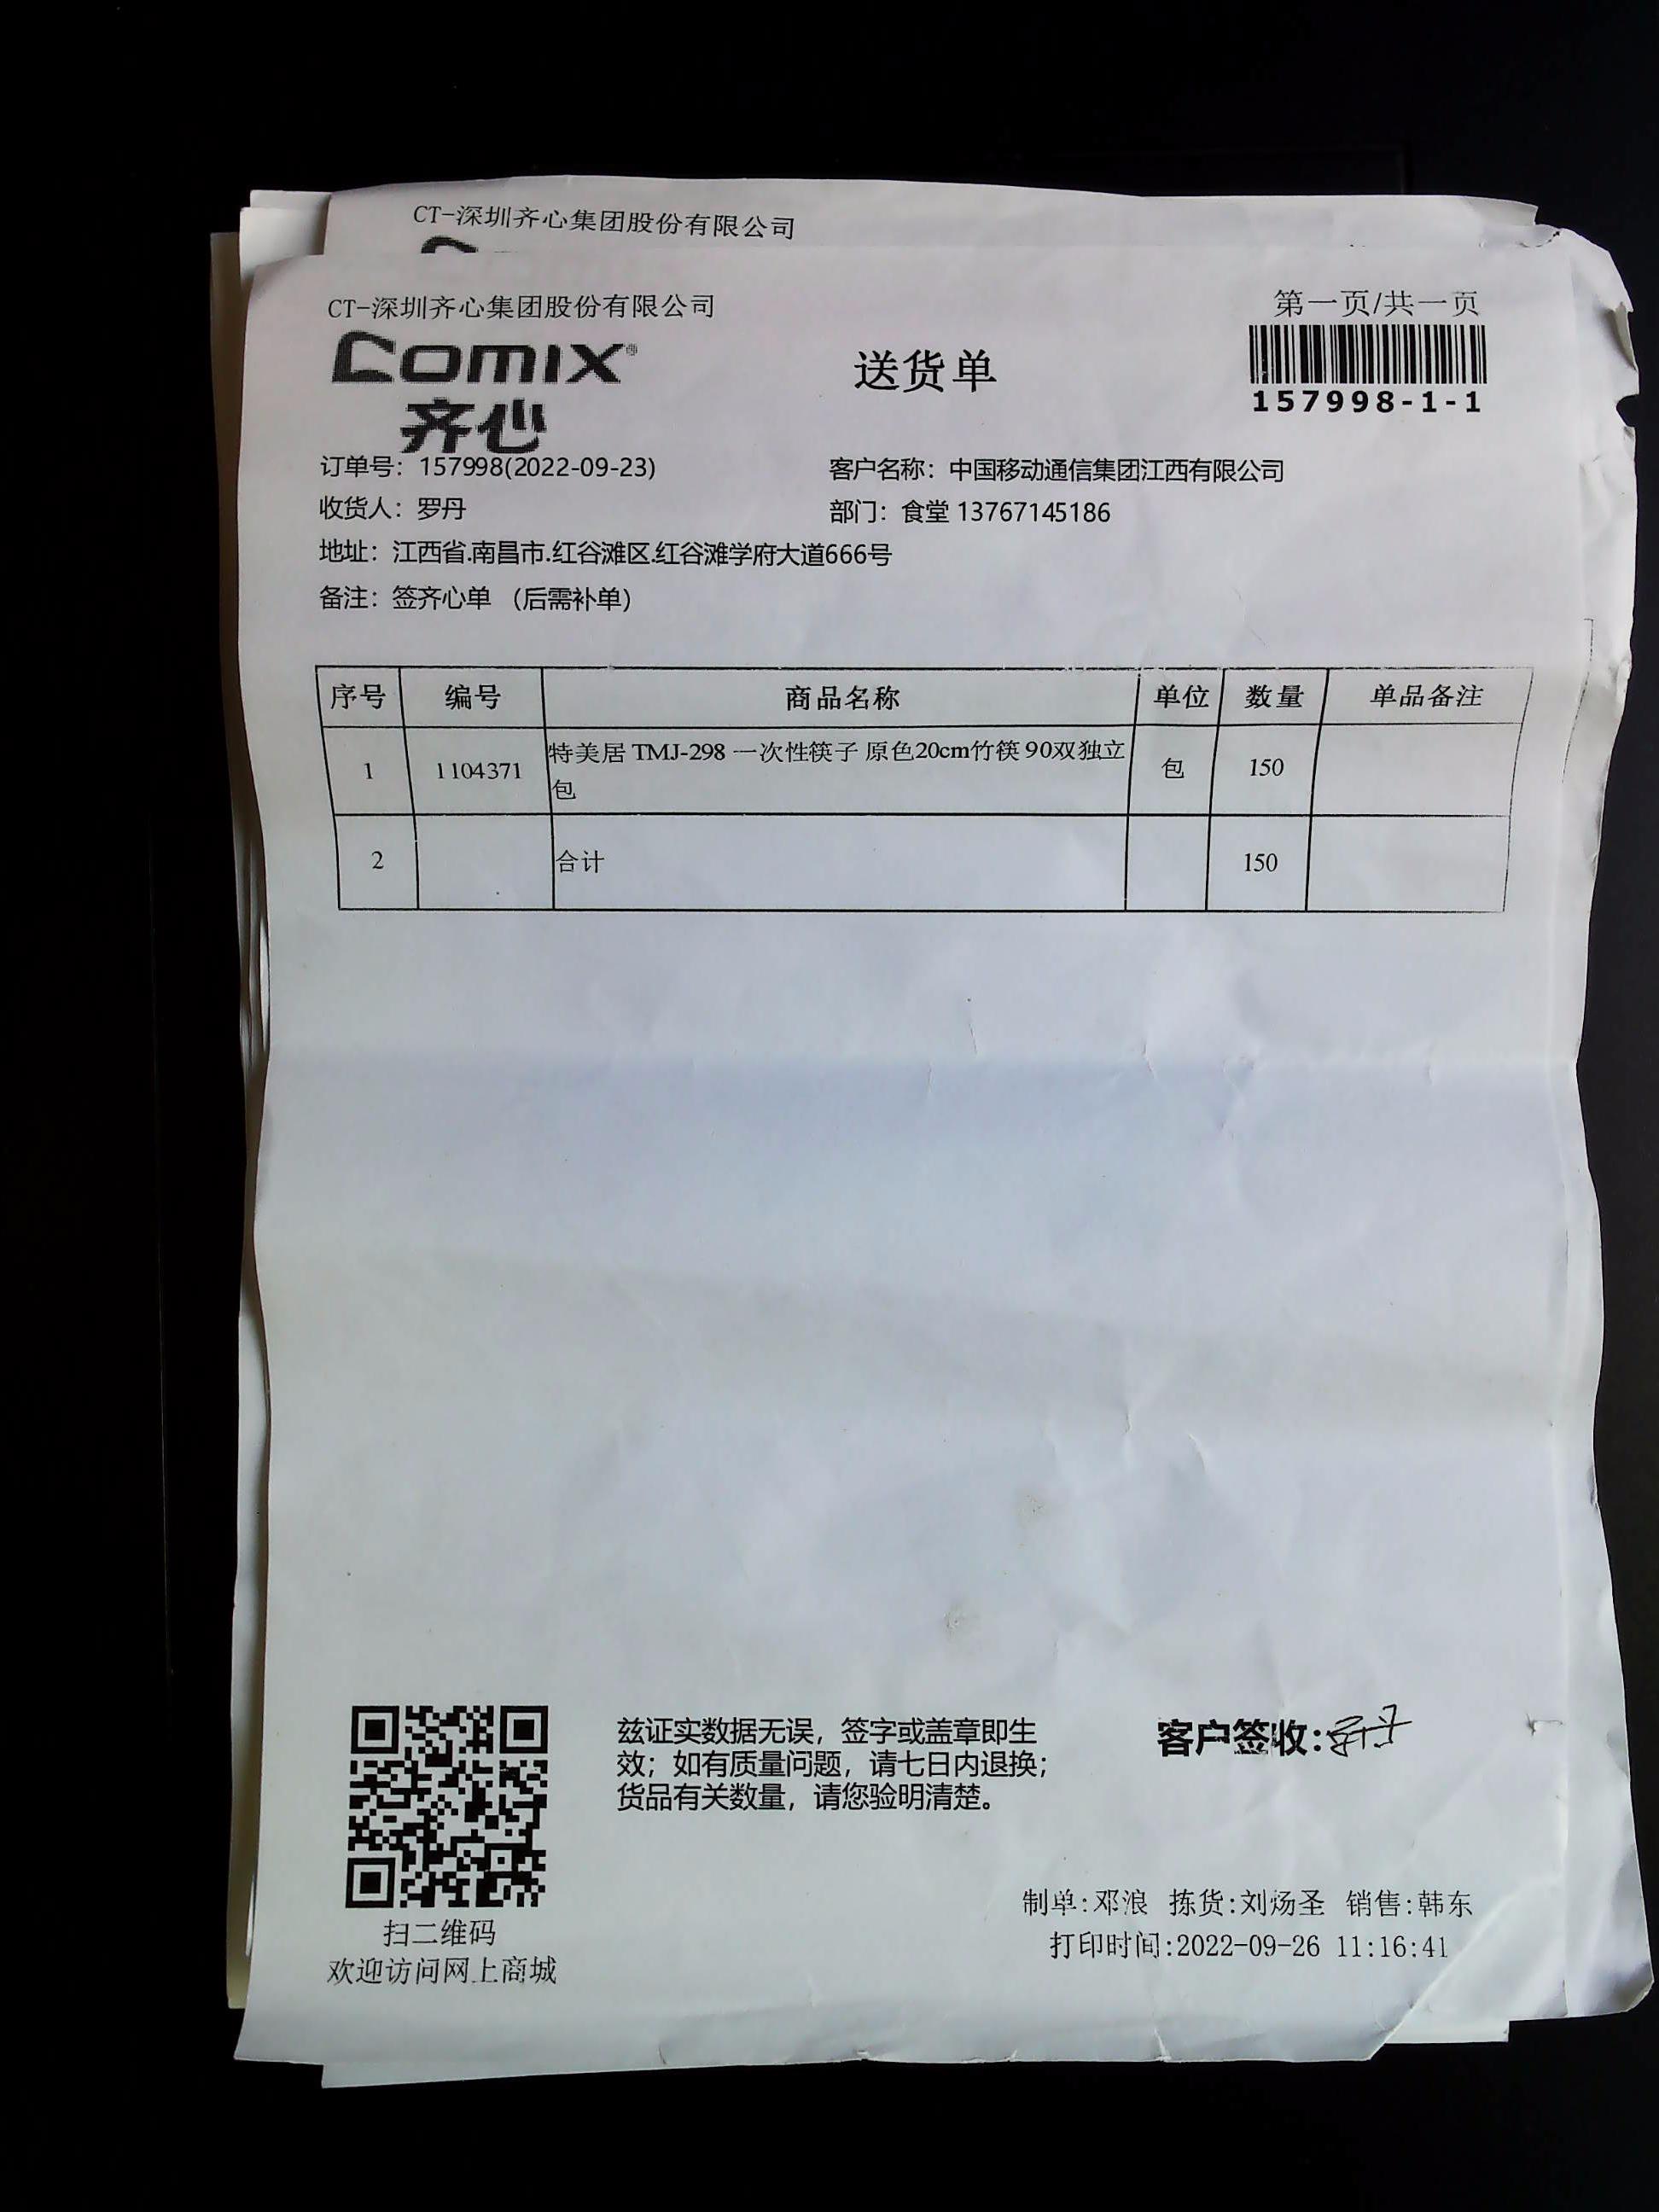 CT-深圳齐心集团股份有限公司
CT-深圳齐心集团股份有限公司
第一页/共一页
COMIX®
齐心
送货单
157998-1-1
订单号：157998(2022-09-23)
客户名称：中国移动通信集团江西有限公司
收货人：罗丹
部门：食堂 13767145186
地址：江西省.南昌市.红谷滩区.红谷滩学府大道666号
备注：签齐心单 （后需补单）
序号 编号 商品名称 单位 数量 单品备注
1 1104371 特美居 TMJ-298 一次性筷子 原色20cm竹筷 90双独立包 包 150
2 合计 150
兹证实数据无误，签字或盖章即生
效；如有质量问题，请七日内退换；
货品有关数量，请您验明清楚。
客户签收:罗丹
扫二维码
欢迎访问网上商城
制单:邓浪 拣货:刘炀圣 销售:韩东
打印时间:2022-09-26 11:16:41